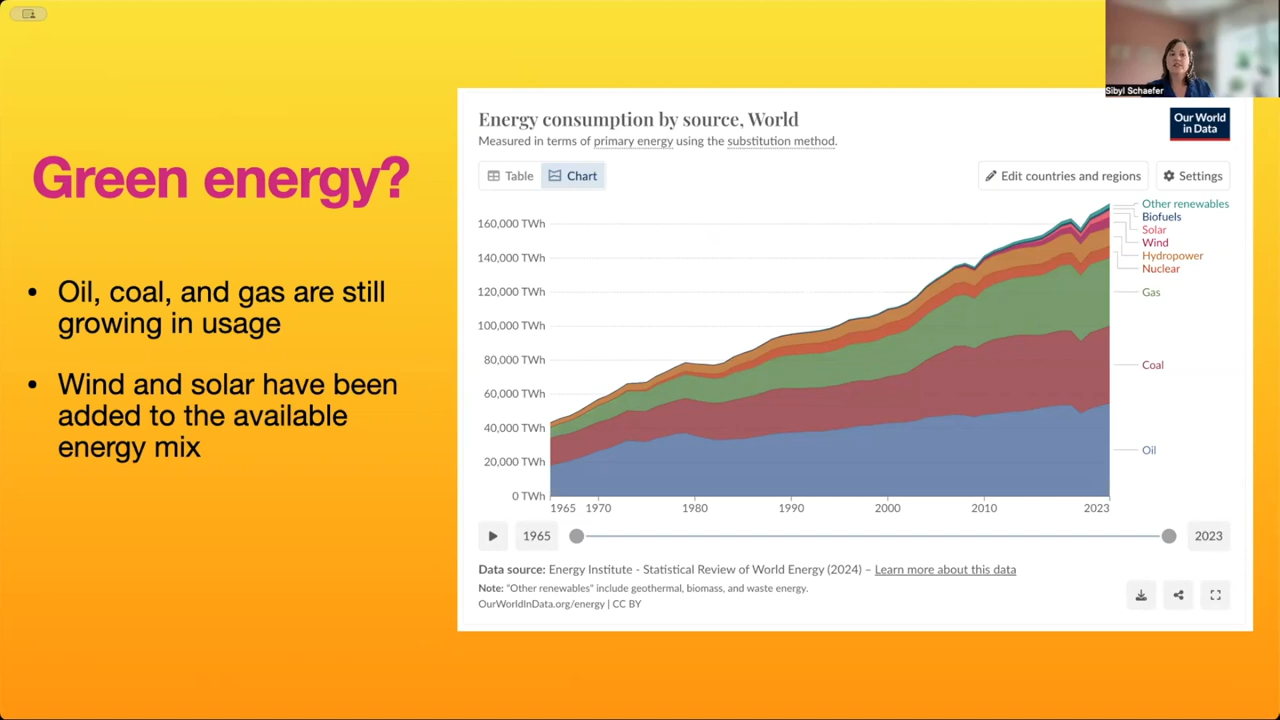 Sibyl Schaefer
Green energy?
• Oil, coal, and gas are still
growing in usage
• Wind and solar have been
added to the available
energy mix
Energy consumption by source, World
Measured in terms of primary energy using the substitution method.
Our World
in Data
Table
Chart
Edit countries and regions
Settings
160,000 TWh
140,000 TWh
120,000 TWh
100,000 TWh
80,000 TWh
60,000 TWh
40,000 TWh
20,000 TWh
0 TWh
1965 1970 1980 1990 2000 2010 2023
Other renewables
Biofuels
Solar
Wind
Hydropower
Nuclear
Gas
Coal
Oil
1965
2023
Data source: Energy Institute - Statistical Review of World Energy (2024) – Learn more about this data
Note: "Other renewables" include geothermal, biomass, and waste energy.
OurWorldInData.org/energy | CC BY